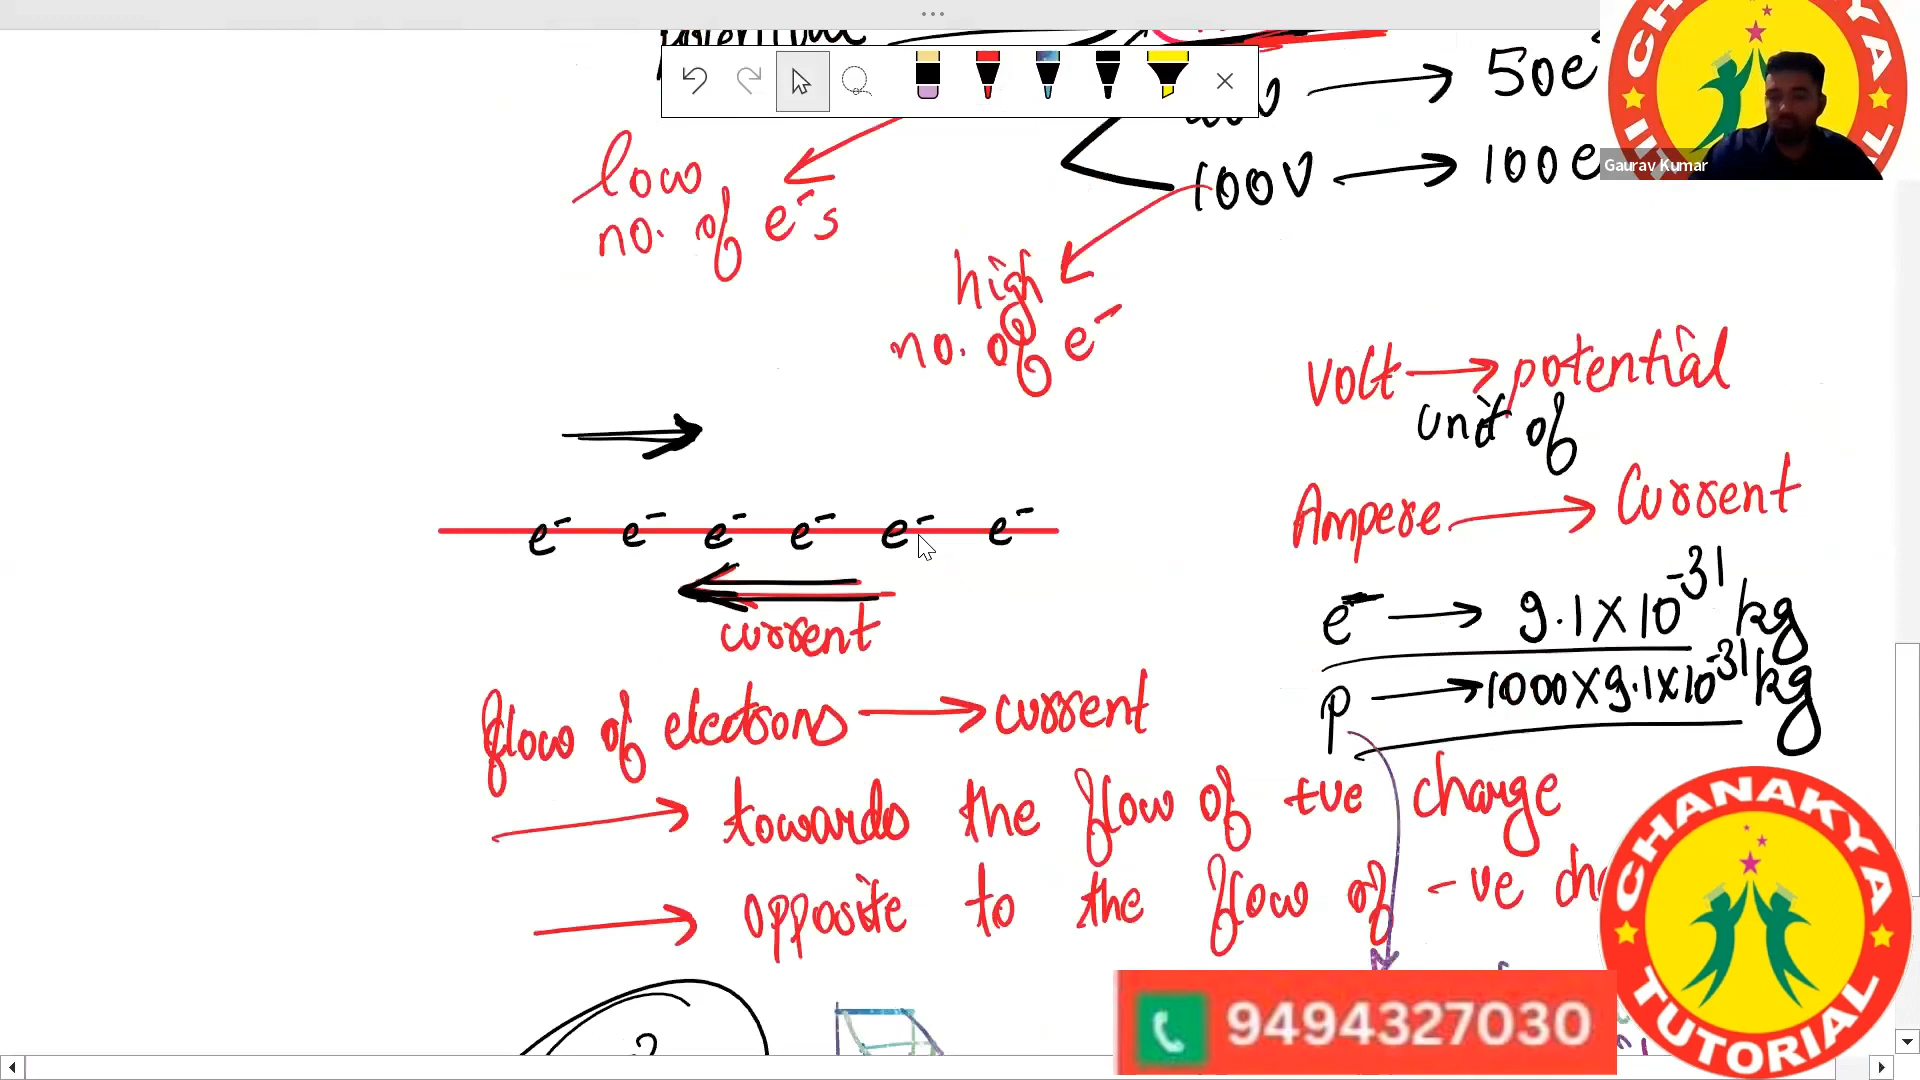 potential
50e
100V → 100e
low
no. of e⁻s
high
no. of e⁻
Gaurav Kumar
Volt → potential
unit of
Ampere → Current
e⁻ e⁻ e⁻ e⁻ e⁻ e⁻
current
e⁻ → 9.1×10⁻³¹ kg
p → 1000×9.1×10⁻³¹ kg
flow of electrons → current
→ towards the flow of +ve charge
→ opposite to the flow of -ve
9494327030
CHANAKYA
TUTORIAL